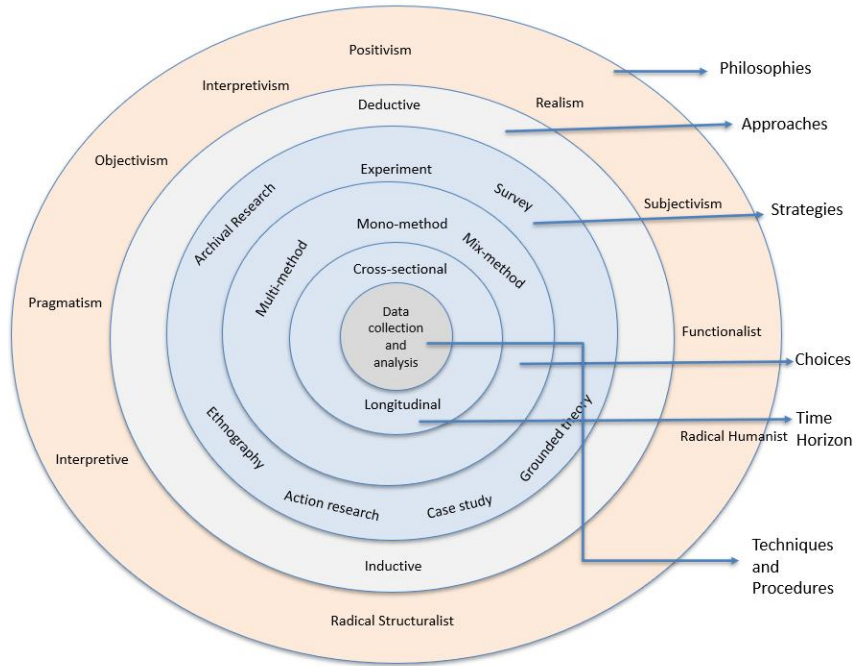 Positivism
Philosophies
Interpretivism
Deductive
Realism
Approaches
Objectivism
Experiment
Archival Research
Survey
Subjectivism
Strategies
Mono-method
Multi-method
Mix-method
Cross-sectional
Pragmatism
Data
collection
and
analysis
Functionalist
Choices
Longitudinal
Time
Horizon
Ethnography
Grounded theory
Radical Humanist
Interpretive
Action research
Case study
Techniques
and
Procedures
Inductive
Radical Structuralist